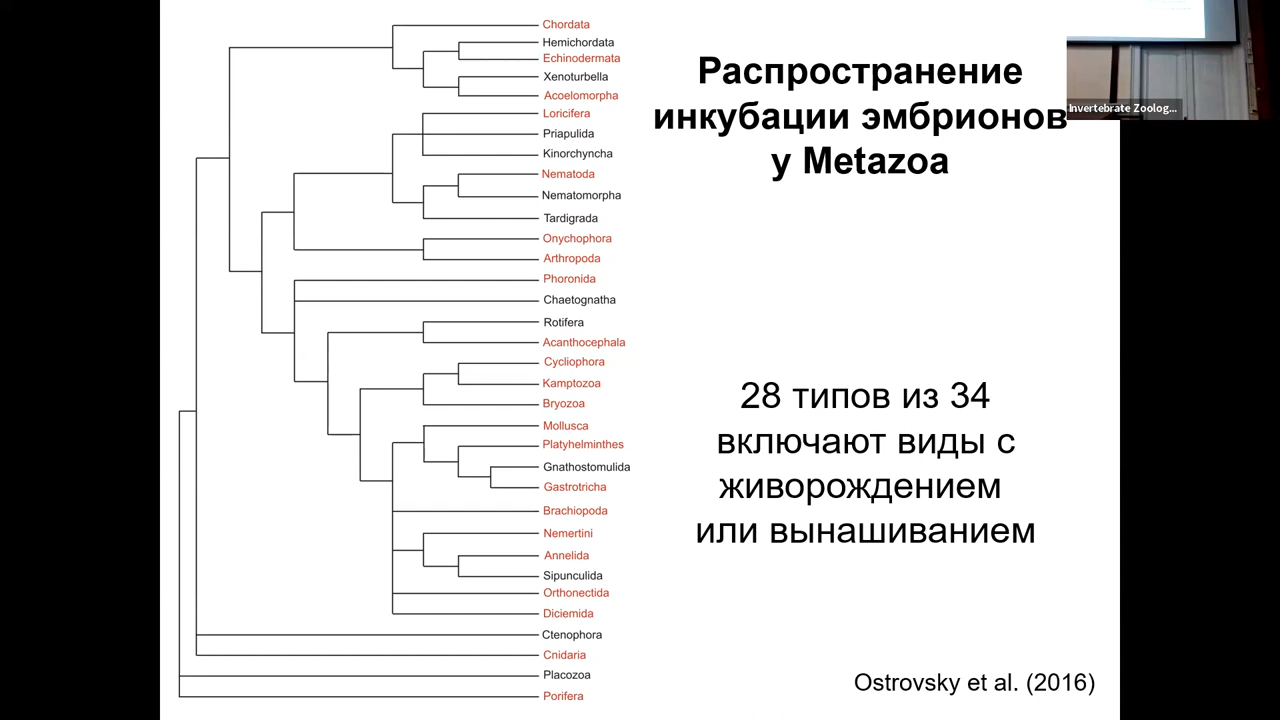 Chordata
Hemichordata
Echinodermata
Xenoturbella
Acoelomorpha
Loricifera
Priapulida
Kinorchyncha
Nematoda
Nematomorpha
Tardigrada
Onychophora
Arthropoda
Phoronida
Chaetognatha
Rotifera
Acanthocephala
Cycliophora
Kamptozoa
Bryozoa
Mollusca
Platyhelminthes
Gnathostomulida
Gastrotricha
Brachiopoda
Nemertini
Annelida
Sipunculida
Orthonectida
Diciemida
Ctenophora
Cnidaria
Placozoa
Porifera
Распространение
инкубации эмбрионов
у Metazoa
28 типов из 34
включают виды с
живорождением
или вынашиванием
Ostrovsky et al. (2016)
Invertebrate Zoolog...